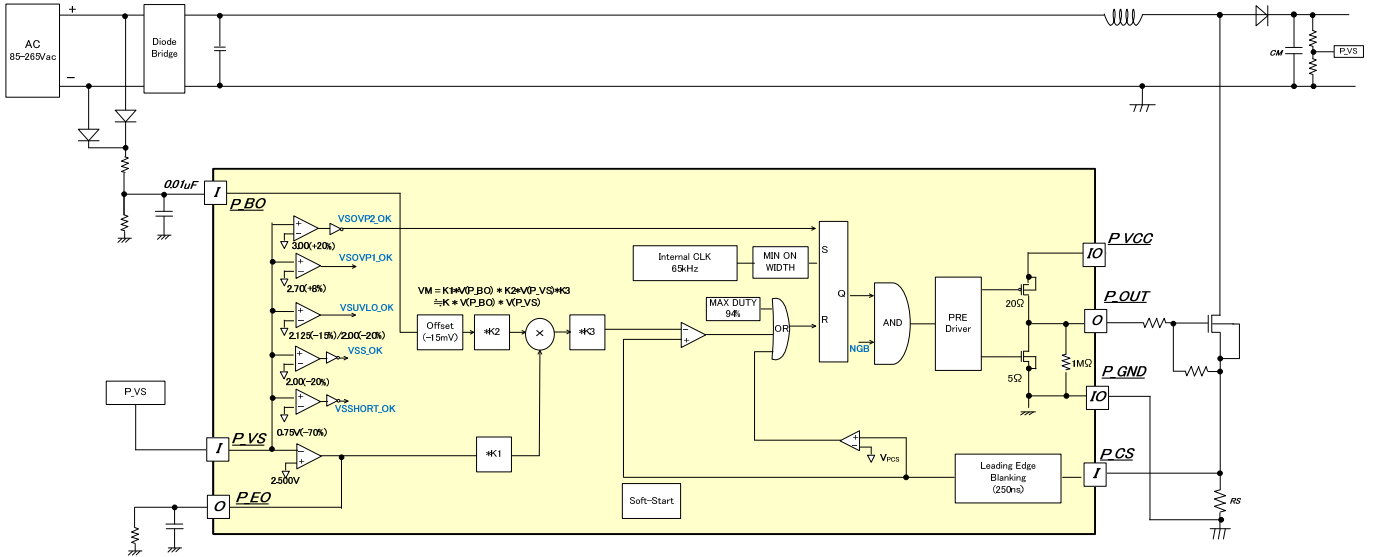 AC
85-265Vac
+
−
Diode
Bridge
CM
P_VS
0.01uF
I
P_BO
VSOVP2_OK
+
−
3.00(+20%)
VSOVP1_OK
+
−
2.70(+8%)
VSUVLO_OK
+
−
2.125(-15%)/2.00(-20%)
VSS_OK
+
−
2.00(-20%)
+
−
VSSHORT_OK
0.75V(-70%)
P_VS
I
P_VS
−
+
2.500V
O
P_EO
VM = K1*V(P_BO) * K2*V(P_VS)*K3
≒K * V(P_BO) * V(P_VS)
Offset
(-15mV)
*K2
×
*K3
*K1
Internal CLK
65kHz
MIN ON
WIDTH
MAX DUTY
94%
OR
−
+
S
Q
R
NGB
AND
PRE
Driver
20Ω
5Ω
1MΩ
+
−
VPCS
Soft-Start
Leading Edge
Blanking
(250ns)
P_VCC
IO
P_OUT
O
P_GND
IO
P_CS
I
RS